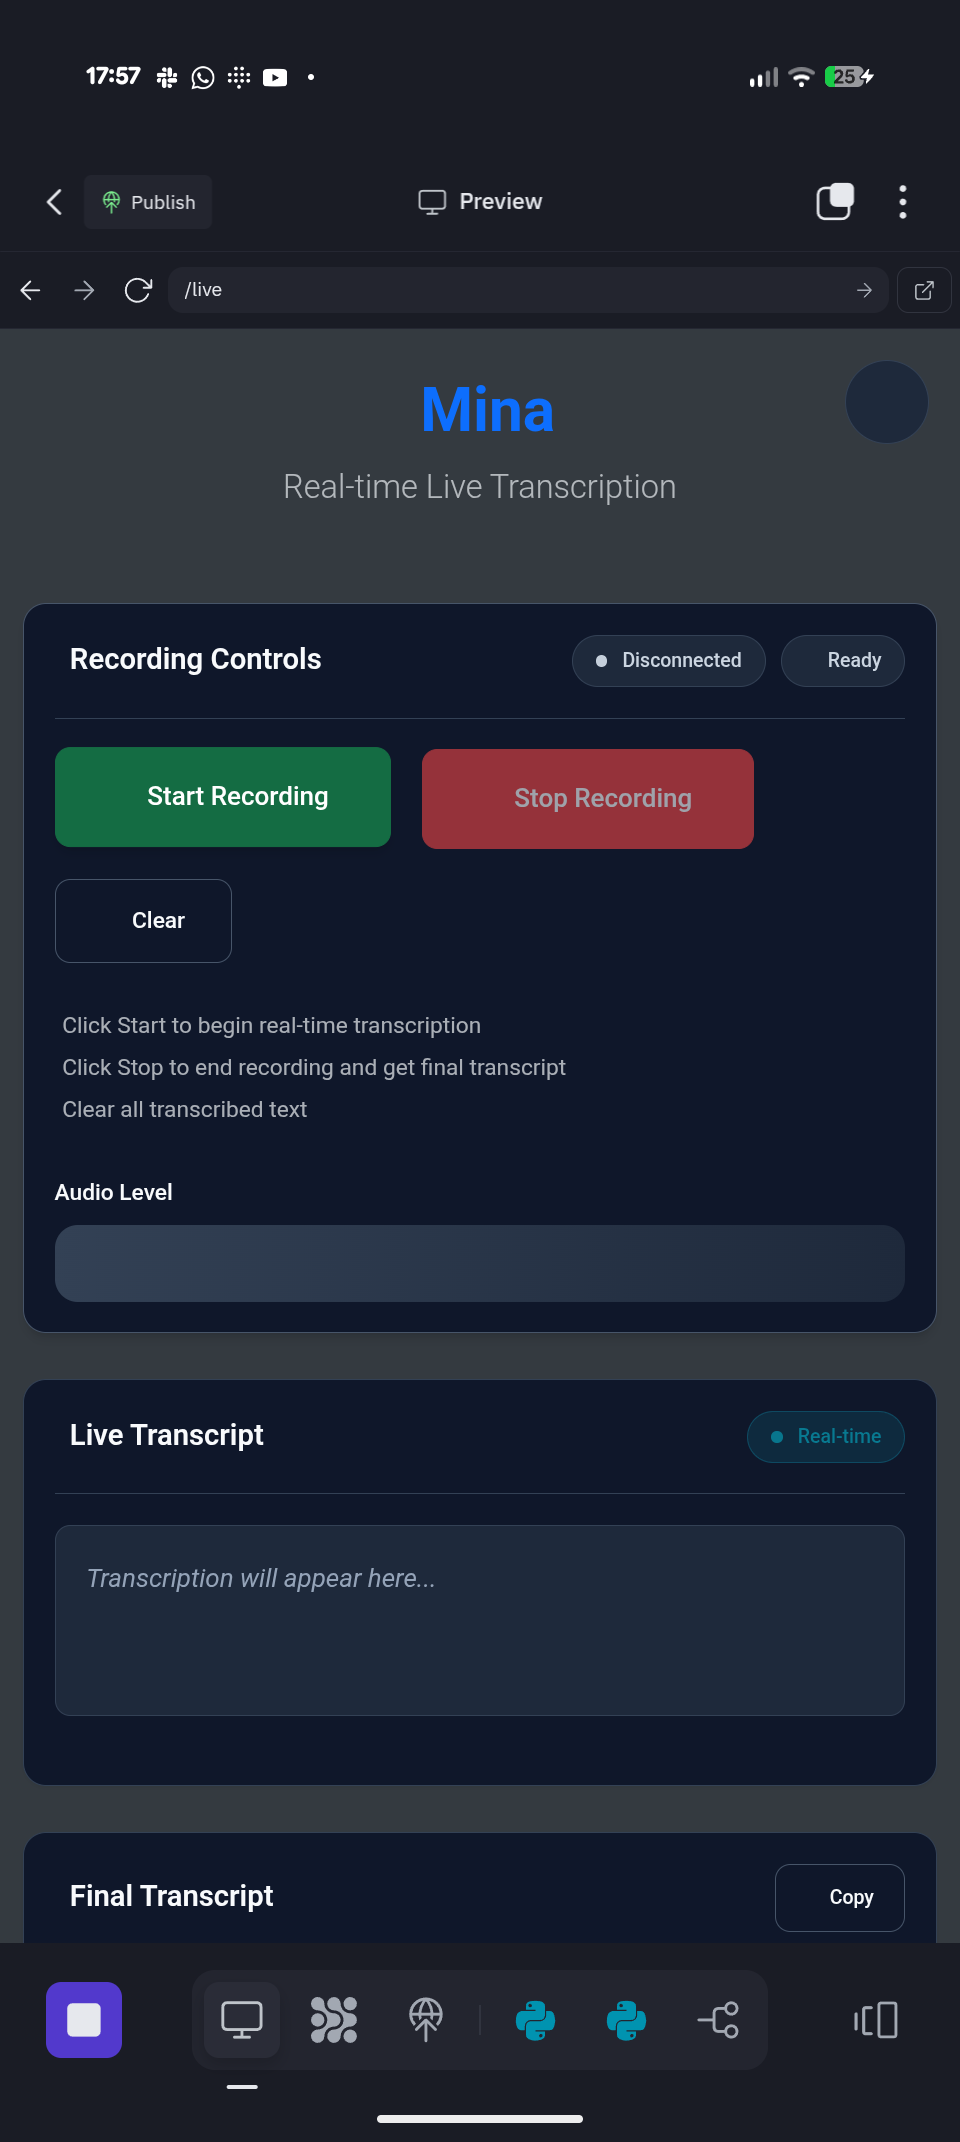 17:57
25
Publish
Preview
/live
Mina
Real-time Live Transcription
Recording Controls
Disconnected
Ready
Start Recording
Stop Recording
Clear
Click Start to begin real-time transcription
Click Stop to end recording and get final transcript
Clear all transcribed text
Audio Level
Live Transcript
Real-time
Transcription will appear here...
Final Transcript
Copy